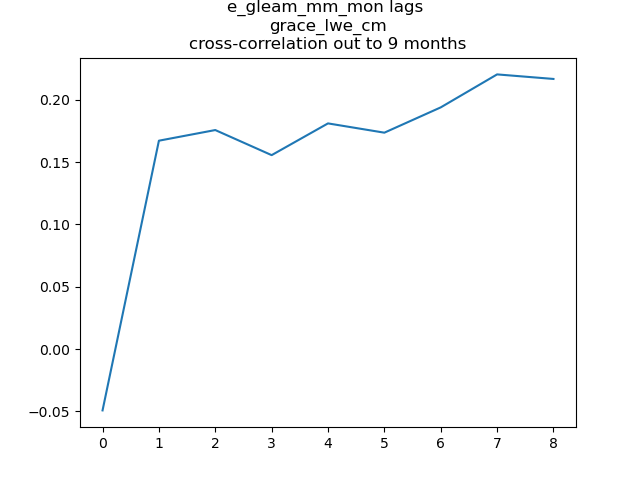 e_gleam_mm_mon lags
grace_lwe_cm
cross-correlation out to 9 months
0.20
0.15
0.10
0.05
0.00
−0.05
0 1 2 3 4 5 6 7 8